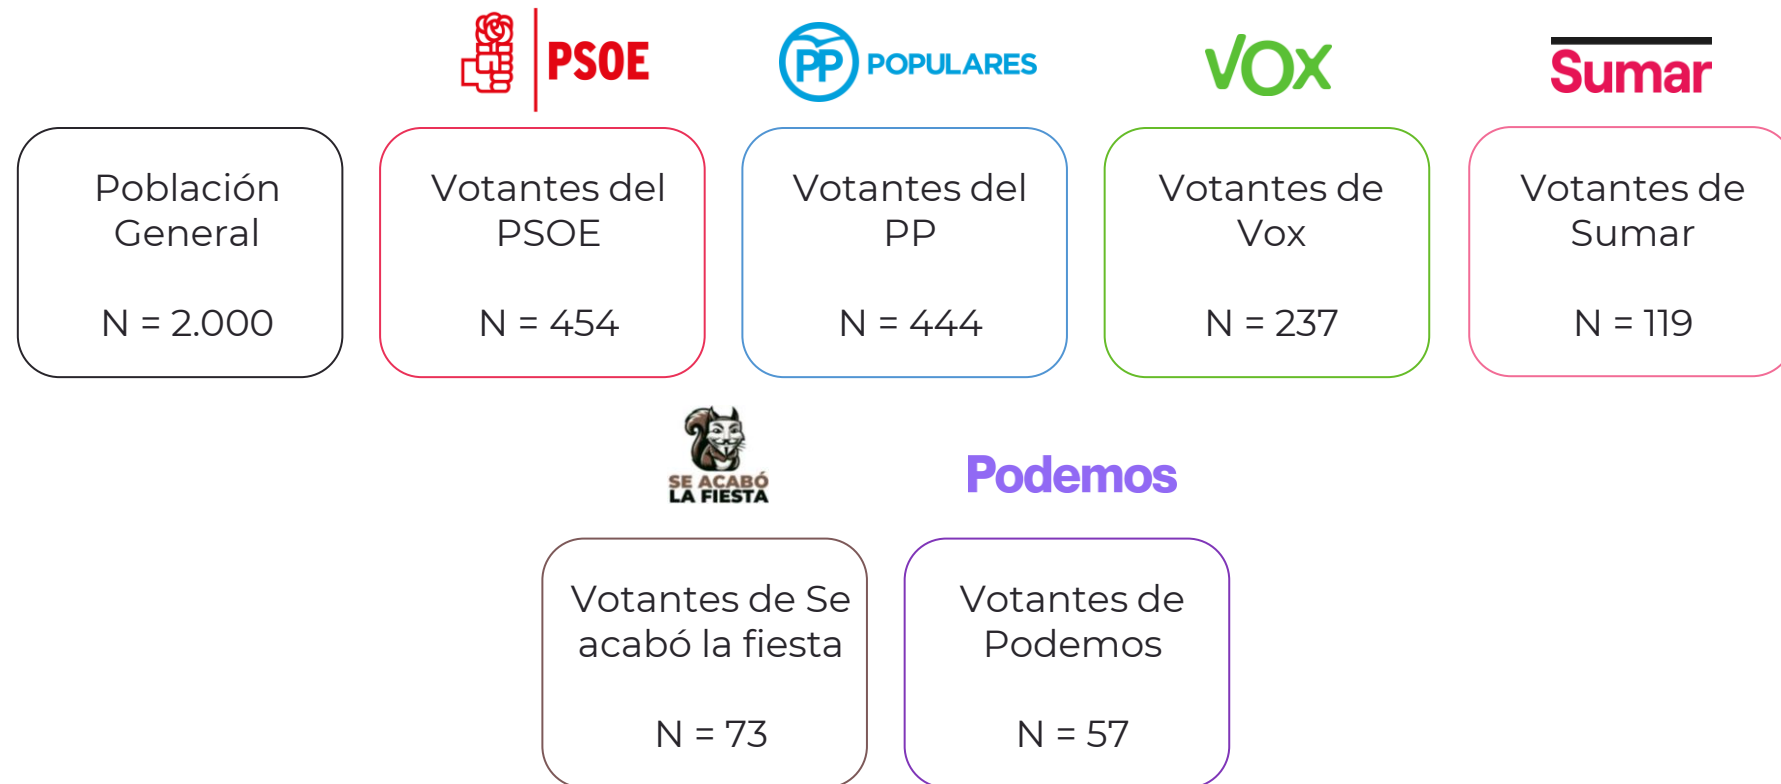 PSOE
PP POPULARES
VOX
Sumar
Población
General
N = 2.000
Votantes del
PSOE
N = 454
Votantes del
PP
N = 444
Votantes de
Vox
N = 237
Votantes de
Sumar
N = 119
SE ACABÓ
LA FIESTA
Podemos
Votantes de Se
acabó la fiesta
N = 73
Votantes de
Podemos
N = 57